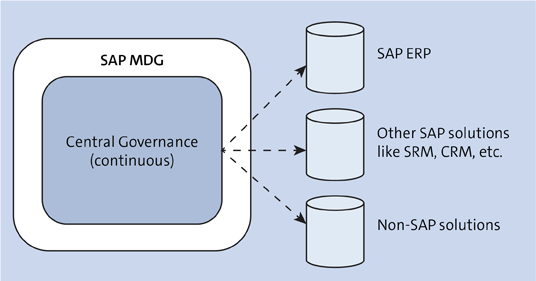 SAP MDG
Central Governance
(continuous)
SAP ERP
Other SAP solutions
like SRM, CRM, etc.
Non-SAP solutions